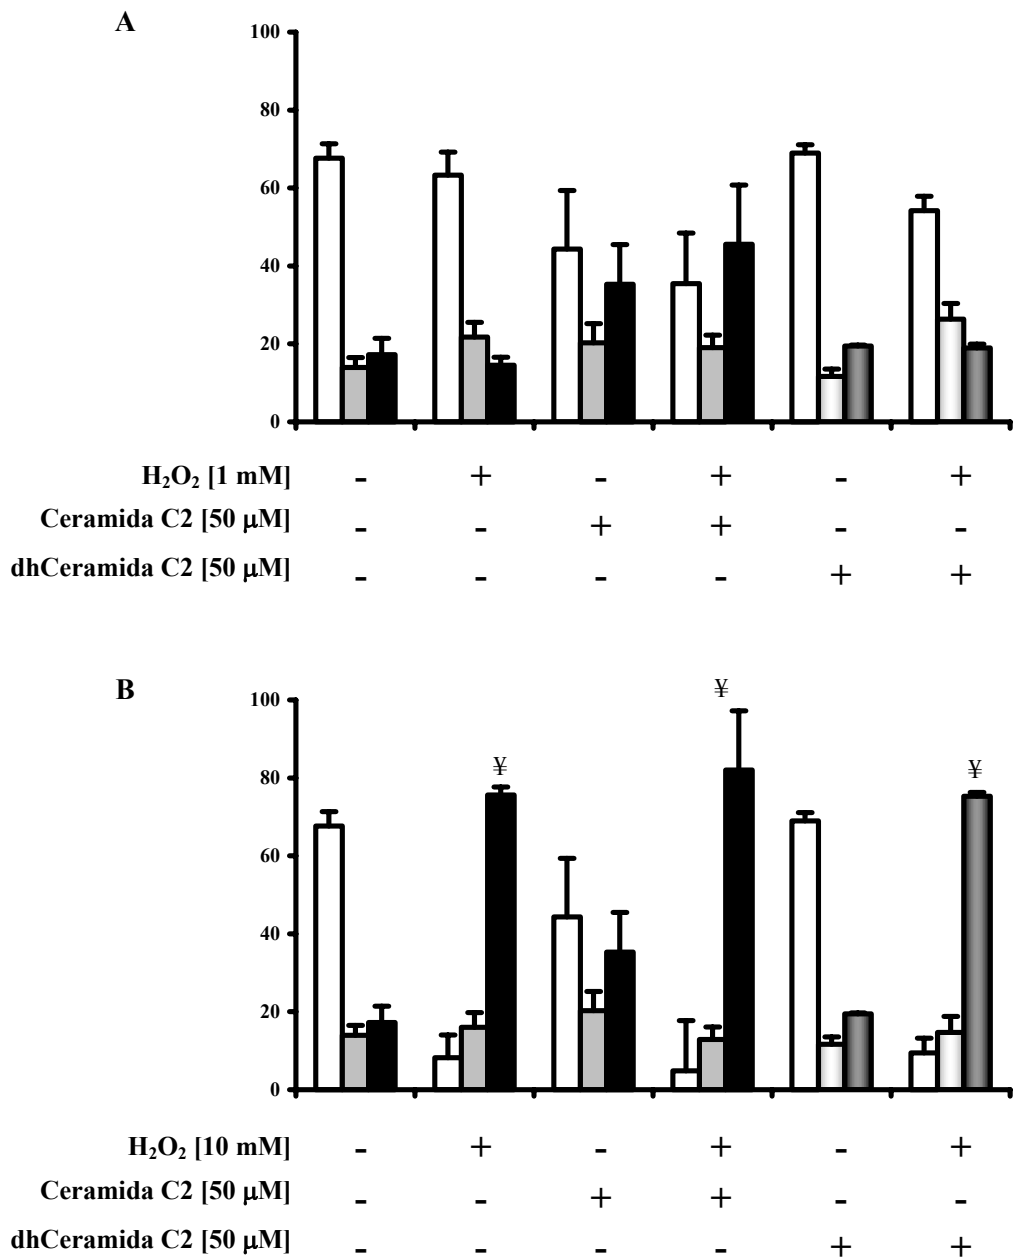 A
100
80
60
40
20
0
H₂O₂ [1 mM] - + - + - +
Ceramida C2 [50 µM] - - + + - -
dhCeramida C2 [50 µM] - - - - + +
B
¥
100
80 ¥ ¥
60
40
20
0
H₂O₂ [10 mM] - + - + - +
Ceramida C2 [50 µM] - - + + - -
dhCeramida C2 [50 µM] - - - - + +